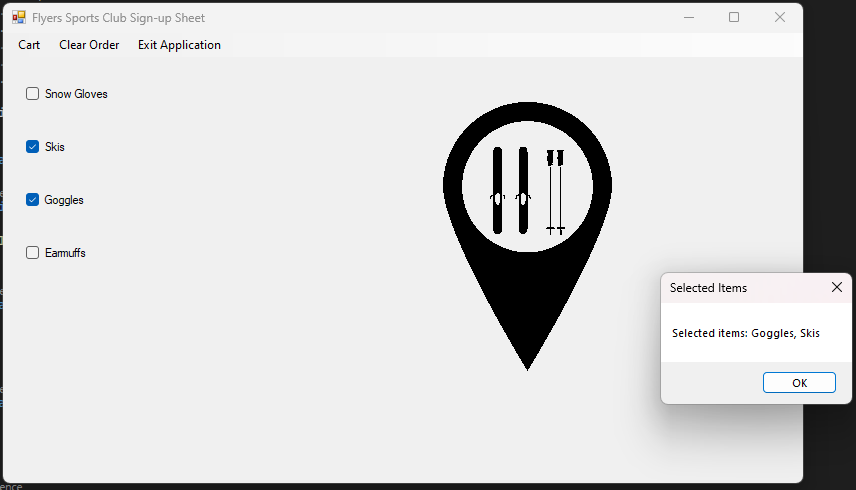 Flyers Sports Club Sign-up Sheet
Cart Clear Order Exit Application
Snow Gloves
Skis
Goggles
Earmuffs
Selected Items
Selected items: Goggles, Skis
OK
ence